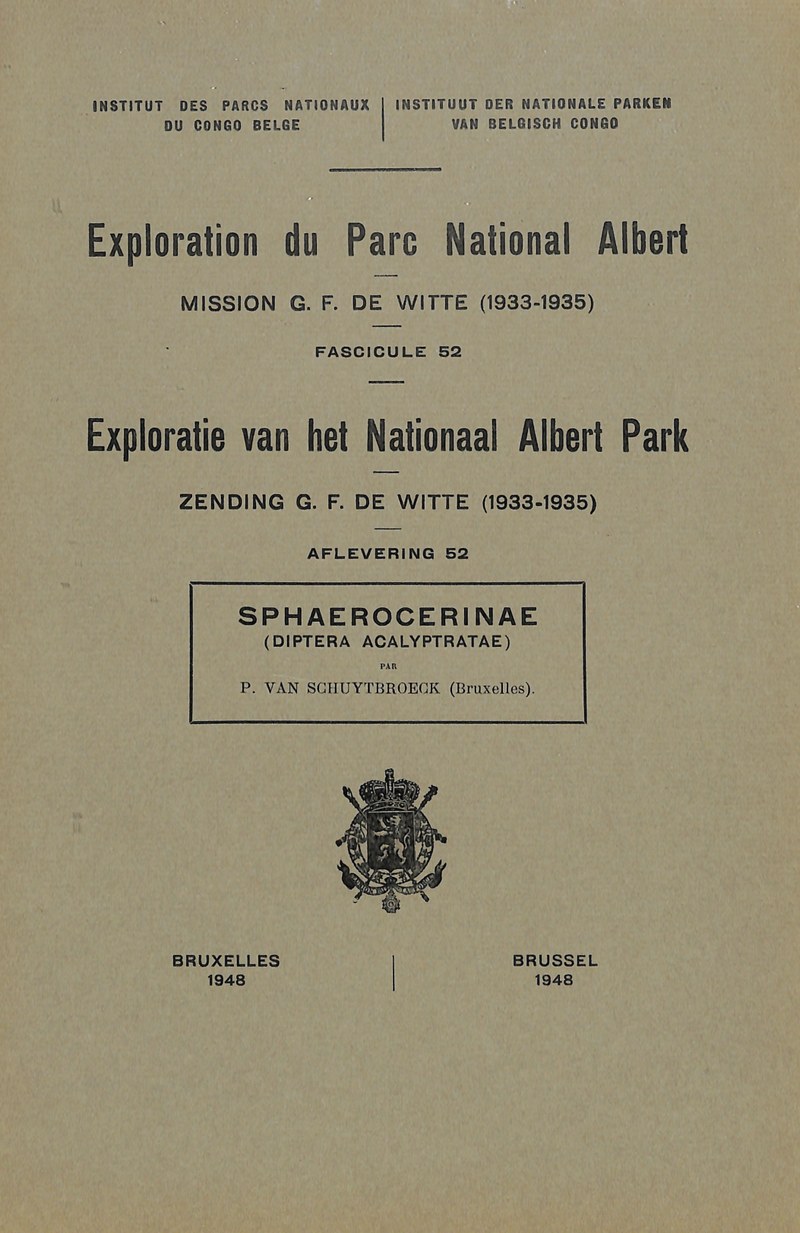 INSTITUT DES PARCS NATIONAUX
DU CONGO BELGE
INSTITUUT DER NATIONALE PARKEN
VAN BELGISCH CONGO
Exploration du Parc National Albert
MISSION G. F. DE WITTE (1933-1935)
FASCICULE 52
Exploratie van het Nationaal Albert Park
ZENDING G. F. DE WITTE (1933-1935)
AFLEVERING 52
SPHAEROCERINAE
(DIPTERA ACALYPTRATAE)
PAR
P. VAN SCHUYTBROECK (Bruxelles).
BRUXELLES
1948
BRUSSEL
1948